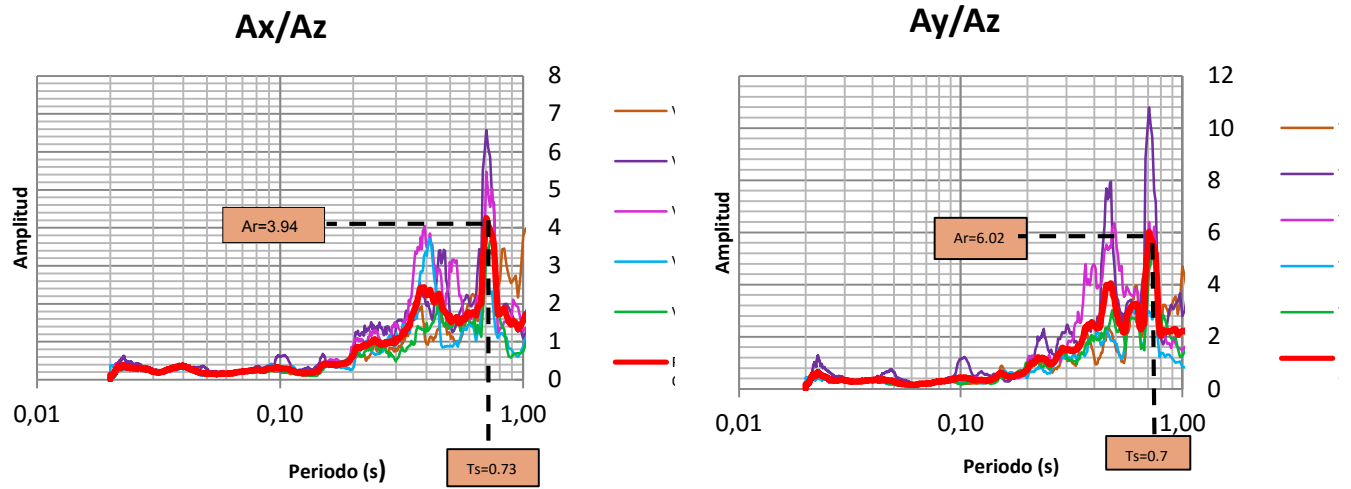 Ax/Az
8
7
6
5
4
3
2
1
0
Amplitud
Ar=3.94
0,01
0,10
1,00
Periodo (s)
Ts=0.73
Ay/Az
12
10
8
6
4
2
0
Amplitud
Ar=6.02
0,01
0,10
1,00
Periodo (s)
Ts=0.7